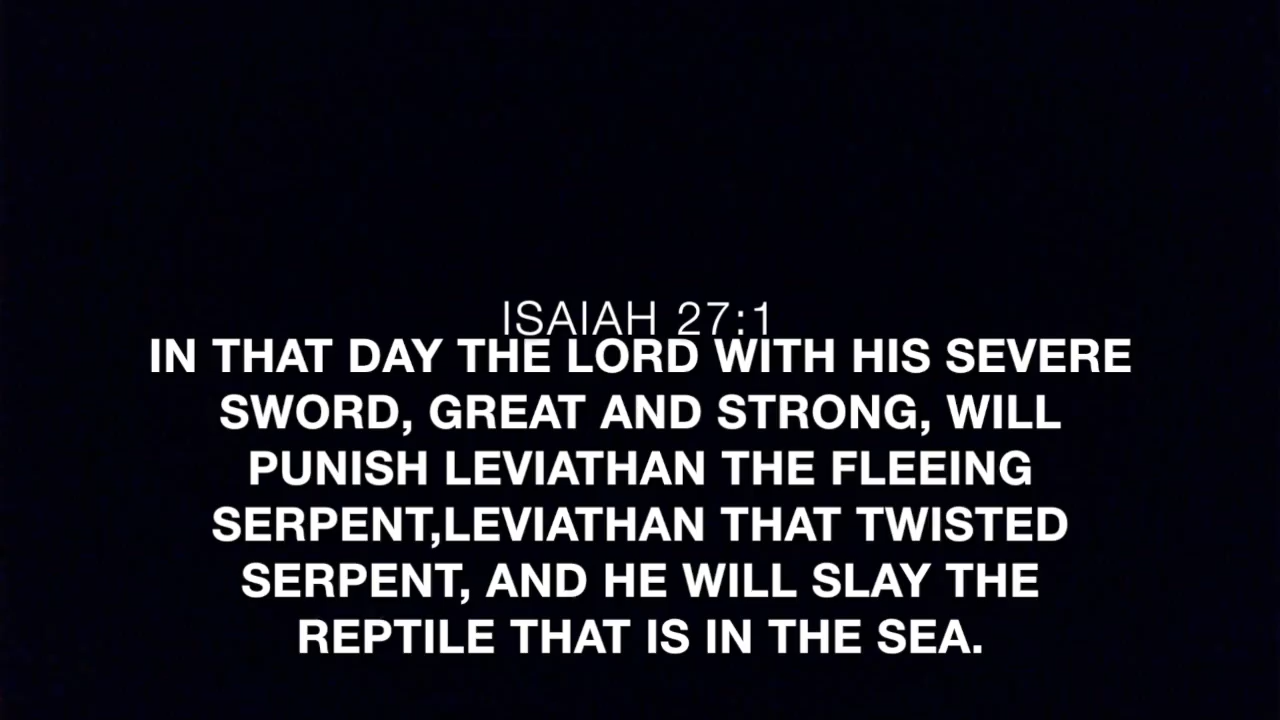 ISAIAH 27:1
IN THAT DAY THE LORD WITH HIS SEVERE
SWORD, GREAT AND STRONG, WILL
PUNISH LEVIATHAN THE FLEEING
SERPENT,LEVIATHAN THAT TWISTED
SERPENT, AND HE WILL SLAY THE
REPTILE THAT IS IN THE SEA.